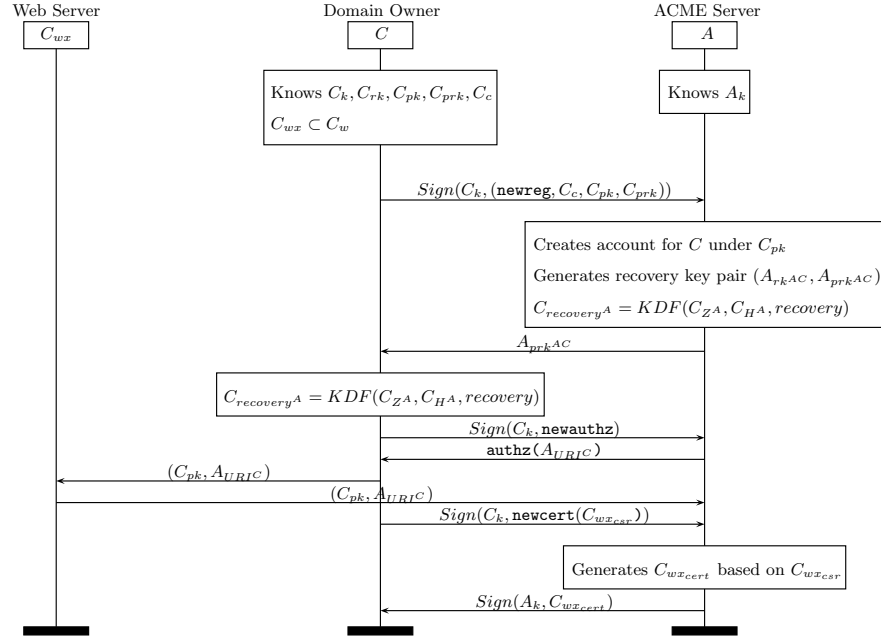 Web Server Domain Owner ACME Server
C_{wx} C A
Knows C_k, C_{rk}, C_{pk}, C_{prk}, C_c
C_{wx} ⊂ C_w
Knows A_k
Sign(C_k, (newreg, C_c, C_{pk}, C_{prk}))
Creates account for C under C_{pk}
Generates recovery key pair (A_{rk^{AC}}, A_{prk^{AC}})
C_{recovery^A} = KDF(C_{Z^A}, C_{H^A}, recovery)
A_{prk^{AC}}
C_{recovery^A} = KDF(C_{Z^A}, C_{H^A}, recovery)
Sign(C_k, newauthz)
authz(A_{URI^C})
(C_{pk}, A_{URI^C})
(C_{pk}, A_{URI^C})
Sign(C_k, newcert(C_{wx_{csr}}))
Generates C_{wx_{cert}} based on C_{wx_{csr}}
Sign(A_k, C_{wx_{cert}})